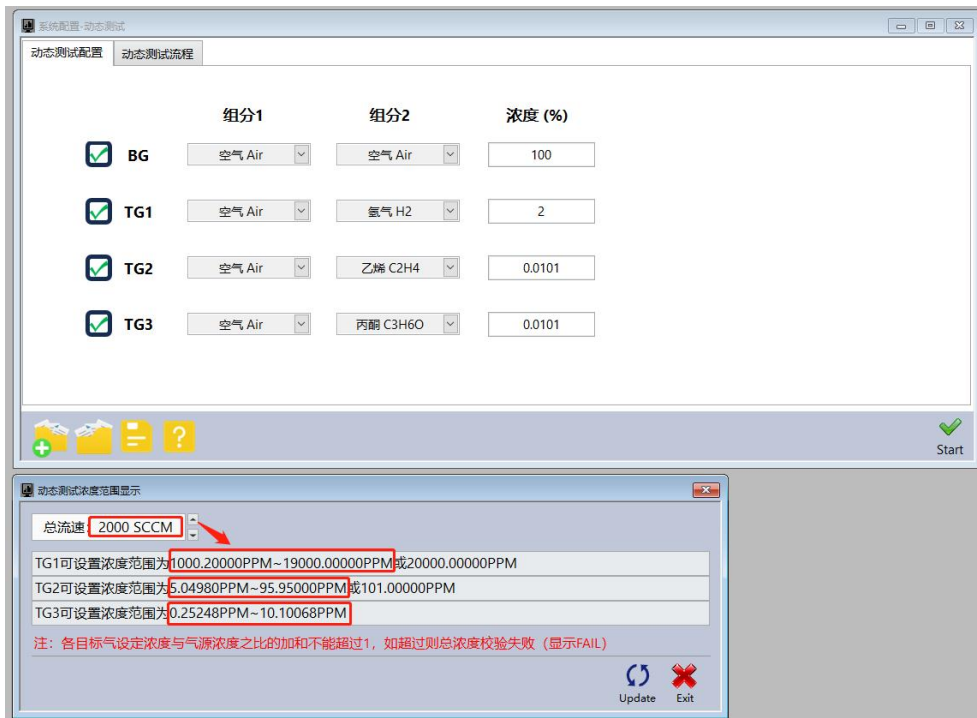 系统配置-动态测试
动态测试配置 动态测试流程
组分1 组分2 浓度 (%)
BG 空气 Air 空气 Air 100
TG1 空气 Air 氢气 H2 2
TG2 空气 Air 乙烯 C2H4 0.0101
TG3 空气 Air 丙酮 C3H6O 0.0101
?
Start
动态测试浓度范围显示
总流速: 2000 SCCM
TG1可设置浓度范围为1000.20000PPM~19000.00000PPM或20000.00000PPM
TG2可设置浓度范围为5.04980PPM~95.95000PPM或101.00000PPM
TG3可设置浓度范围为0.25248PPM~10.10068PPM
注：各目标气设定浓度与气源浓度之比的加和不能超过1，如超过则总浓度校验失败（显示FAIL）
Update Exit